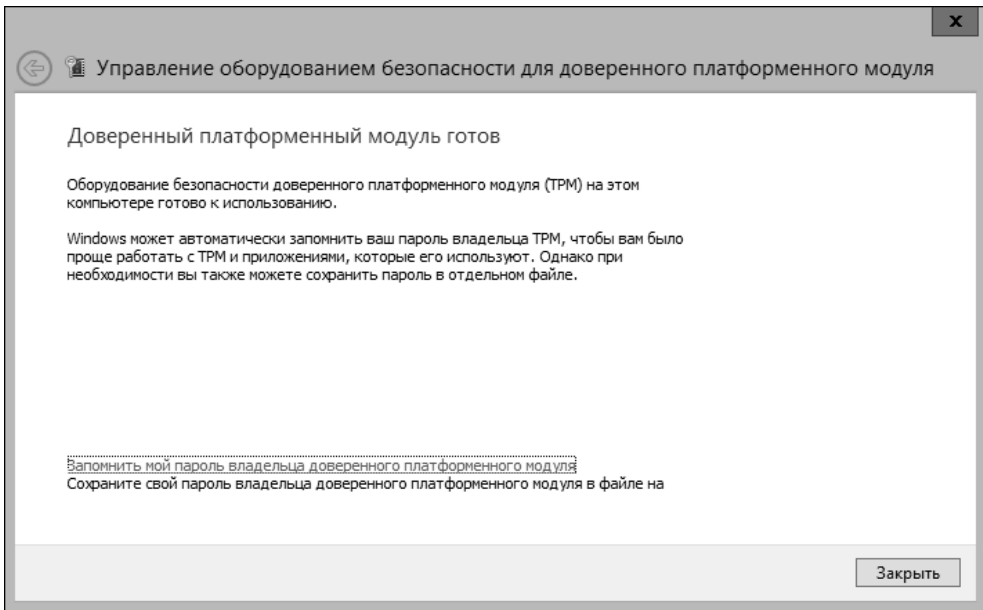 x
Управление оборудованием безопасности для доверенного платформенного модуля
Доверенный платформенный модуль готов
Оборудование безопасности доверенного платформенного модуля (TPM) на этом
компьютере готово к использованию.
Windows может автоматически запомнить ваш пароль владельца TPM, чтобы вам было
проще работать с TPM и приложениями, которые его используют. Однако при
необходимости вы также можете сохранить пароль в отдельном файле.
Запомнить мой пароль владельца доверенного платформенного модуля
Сохраните свой пароль владельца доверенного платформенного модуля в файле на
Закрыть